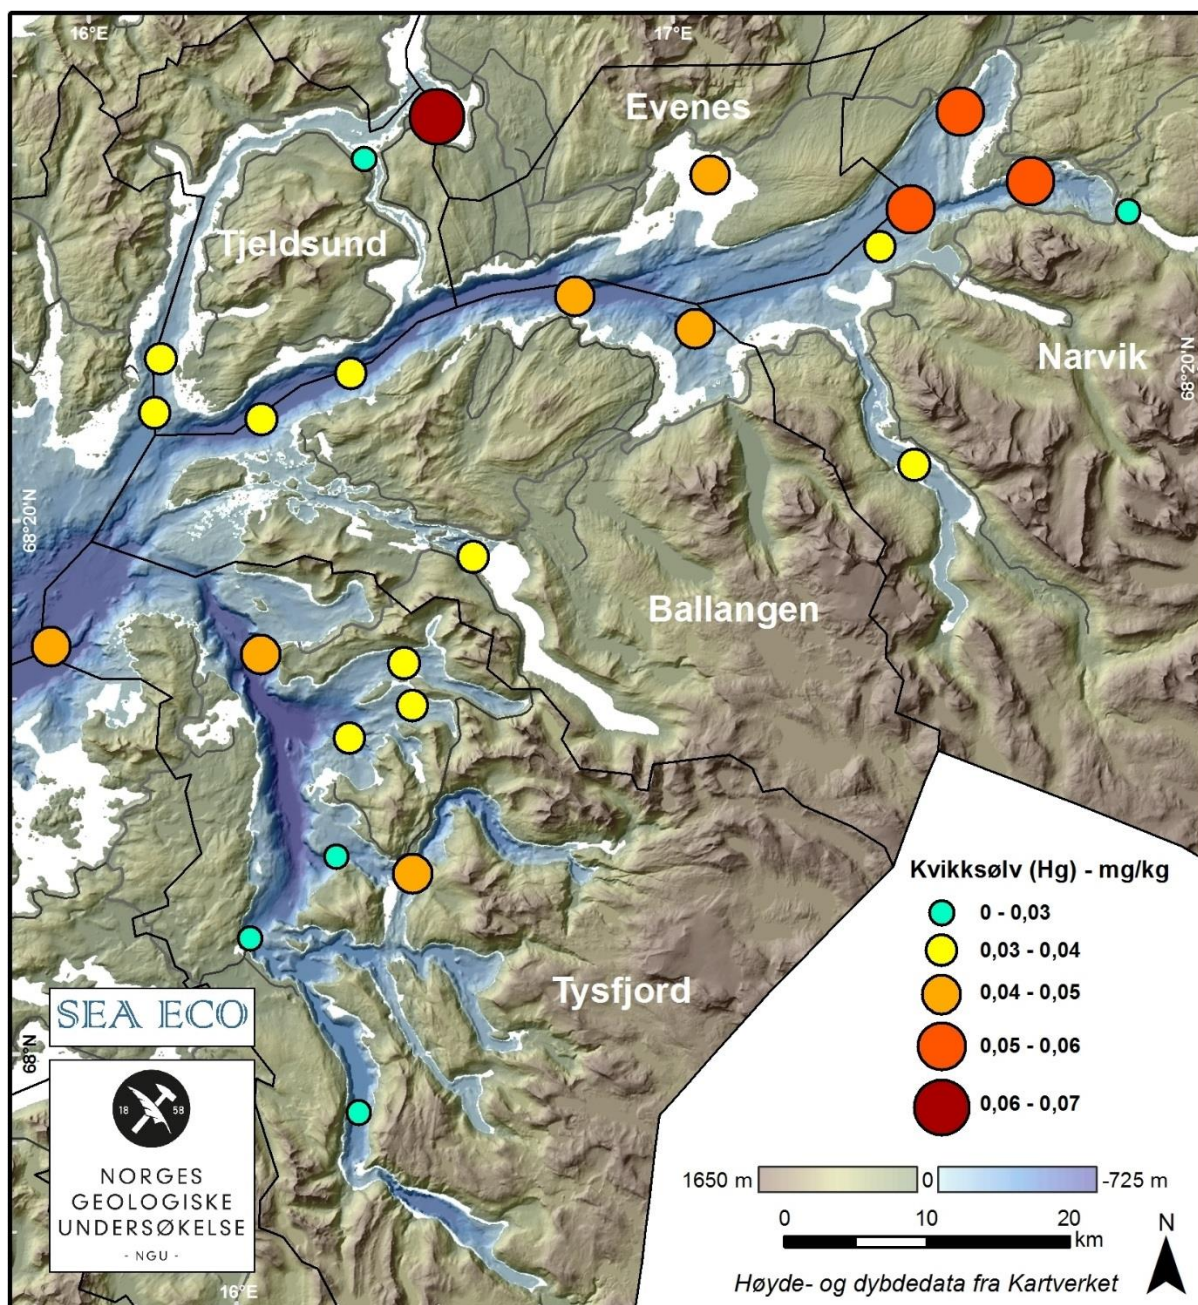 16°E
17°E
Evenes
Tjeldsund
Narvik
68°20'N
68°20'N
Ballangen
Tysfjord
Kvikksølv (Hg) - mg/kg
0 - 0,03
0,03 - 0,04
0,04 - 0,05
0,05 - 0,06
0,06 - 0,07
SEA ECO
68°N
18 58
NORGES
GEOLOGISKE
UNDERSØKELSE
- NGU -
16°E
1650 m 0 -725 m
0 10 20
km
N
Høyde- og dybdedata fra Kartverket